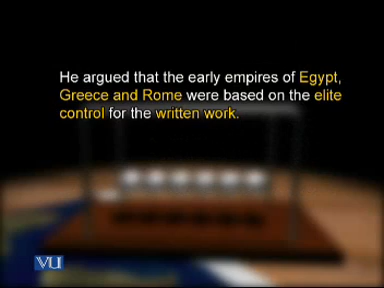 He argued that the early empires of Egypt,
Greece and Rome were based on the elite
control for the written work.
VU